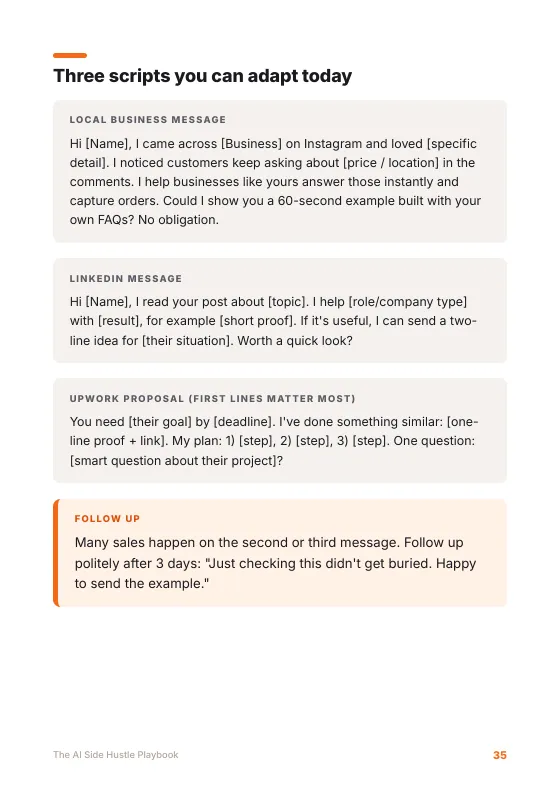 Three scripts you can adapt today
LOCAL BUSINESS MESSAGE
Hi [Name], I came across [Business] on Instagram and loved [specific
detail]. I noticed customers keep asking about [price / location] in the
comments. I help businesses like yours answer those instantly and
capture orders. Could I show you a 60-second example built with your
own FAQs? No obligation.
LINKEDIN MESSAGE
Hi [Name], I read your post about [topic]. I help [role/company type]
with [result], for example [short proof]. If it's useful, I can send a two-
line idea for [their situation]. Worth a quick look?
UPWORK PROPOSAL (FIRST LINES MATTER MOST)
You need [their goal] by [deadline]. I've done something similar: [one-
line proof + link]. My plan: 1) [step], 2) [step], 3) [step]. One question:
[smart question about their project]?
FOLLOW UP
Many sales happen on the second or third message. Follow up
politely after 3 days: "Just checking this didn't get buried. Happy
to send the example."
The AI Side Hustle Playbook
35